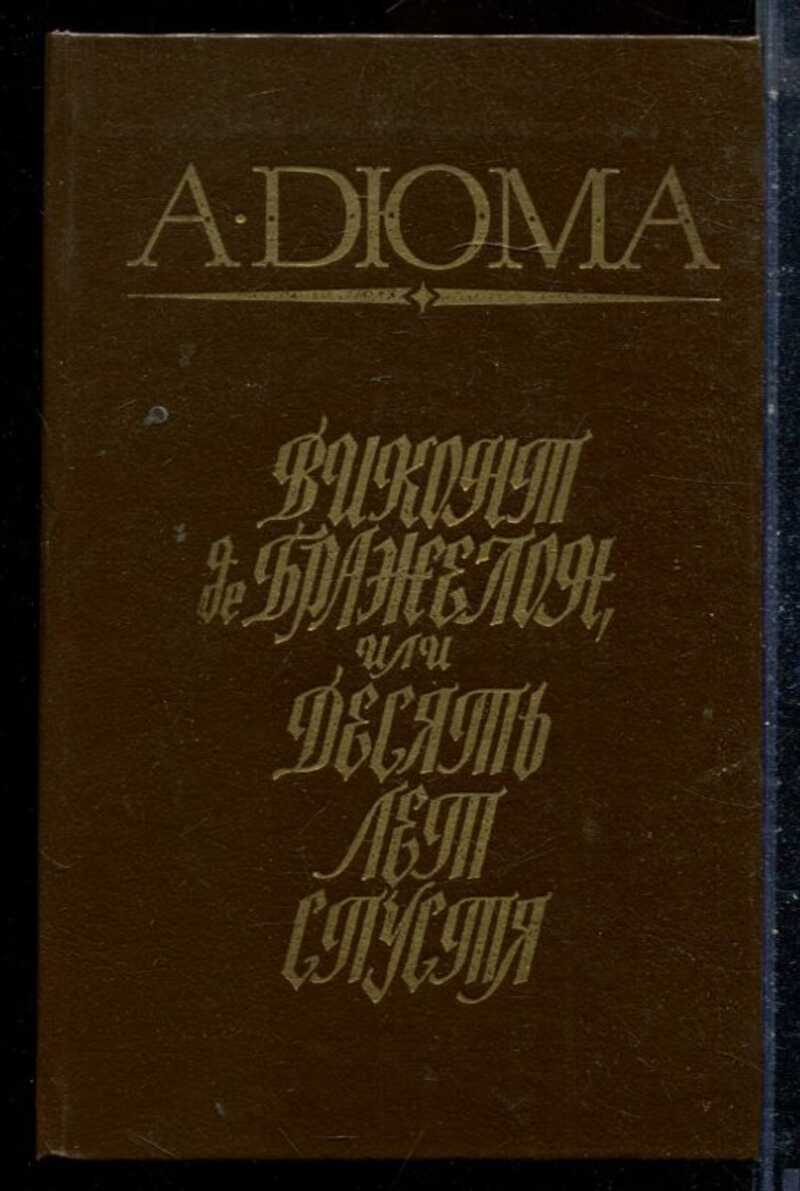 А·ДЮМА
ВИКОНТ
де БРАЖЕЛОН,
или
ДЕСЯТЬ
ЛЕТ
СПУСТЯ